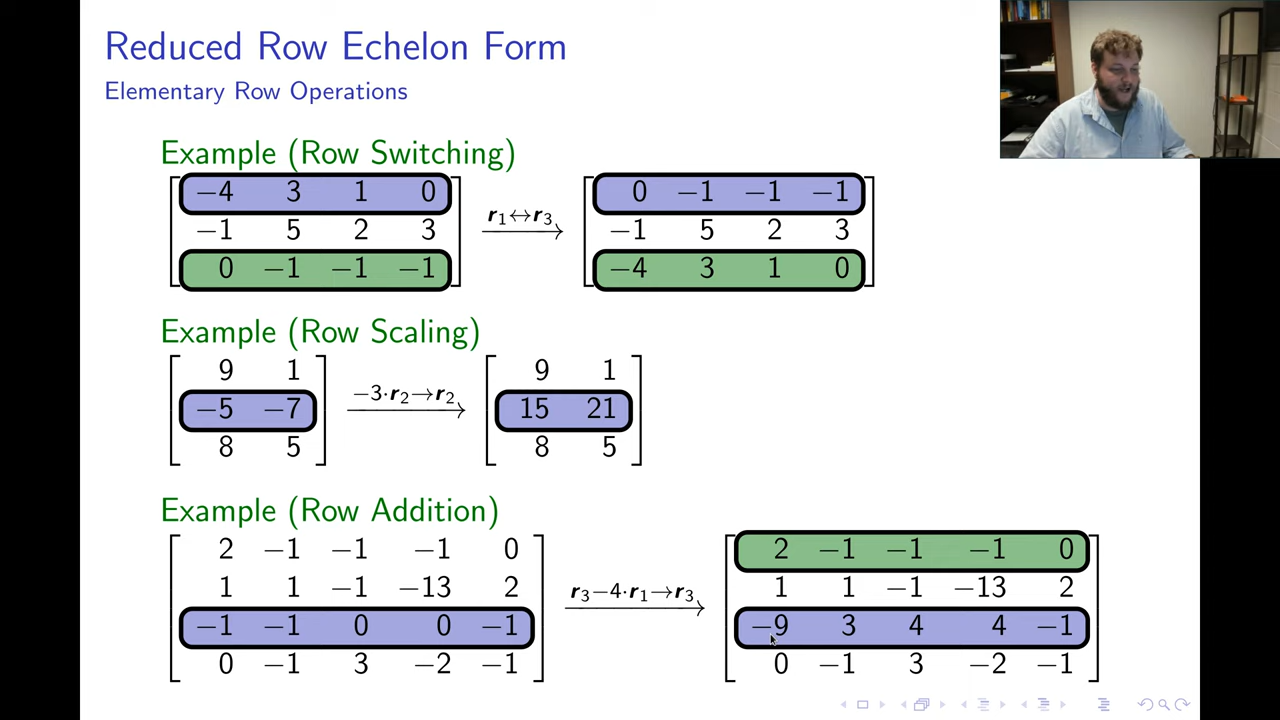 Reduced Row Echelon Form
Elementary Row Operations
Example (Row Switching)
−4 3 1 0
−1 5 2 3
0 −1 −1 −1
r₁↔r₃
0 −1 −1 −1
−1 5 2 3
−4 3 1 0
Example (Row Scaling)
9 1
−5 −7
8 5
−3·r₂→r₂
9 1
15 21
8 5
Example (Row Addition)
2 −1 −1 −1 0
1 1 −1 −13 2
−1 −1 0 0 −1
0 −1 3 −2 −1
r₃−4·r₁→r₃
2 −1 −1 −1 0
1 1 −1 −13 2
−9 3 4 4 −1
0 −1 3 −2 −1